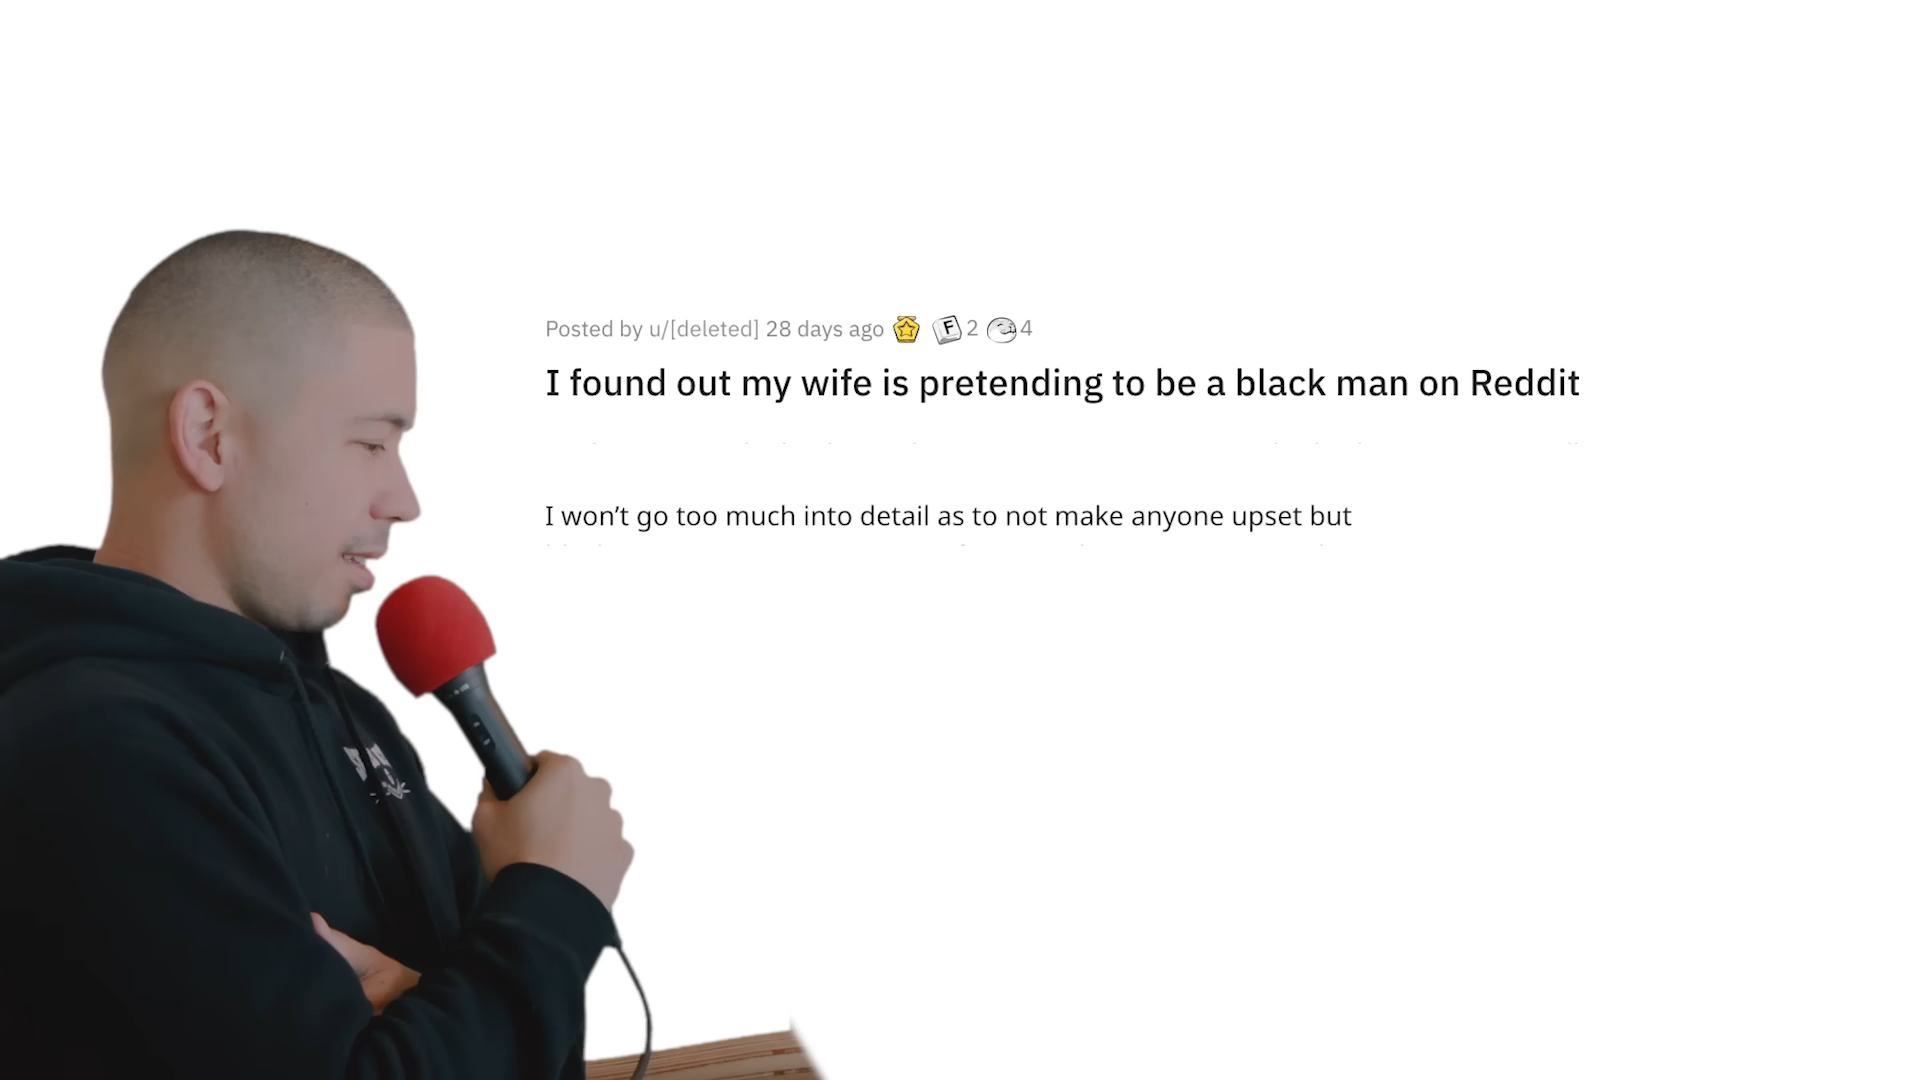 Posted by u/[deleted] 28 days ago 2 4
I found out my wife is pretending to be a black man on Reddit
I won’t go too much into detail as to not make anyone upset but